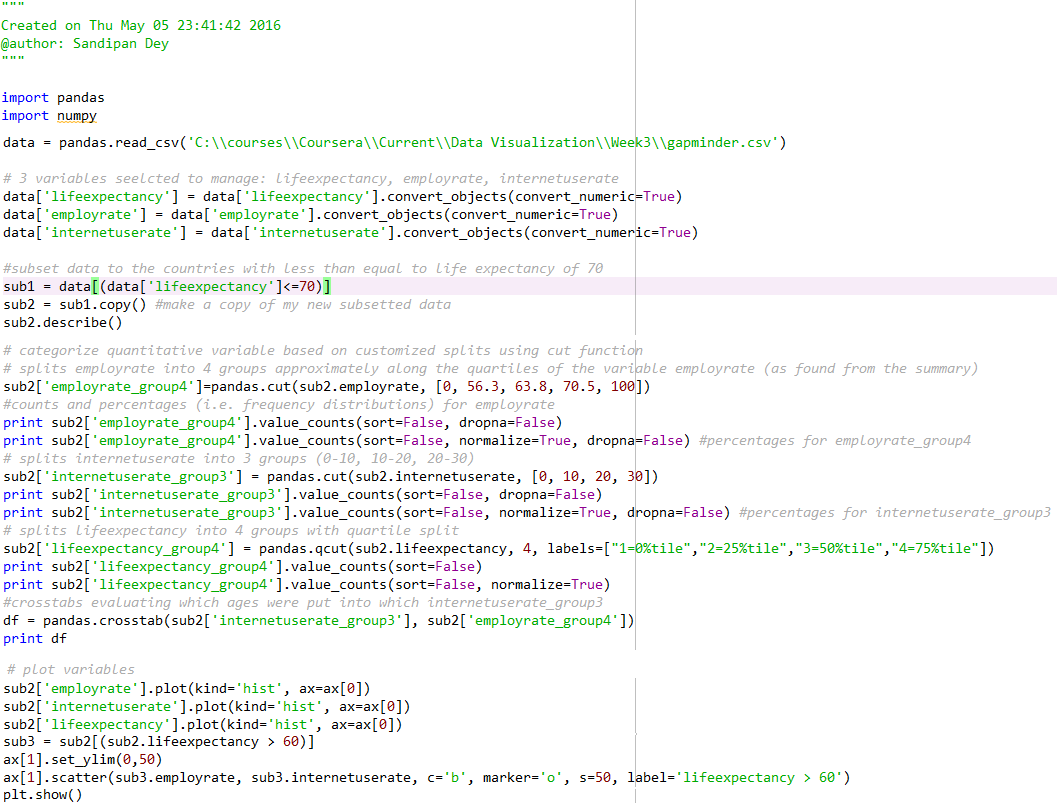 """
Created on Thu May 05 23:41:42 2016
@author: Sandipan Dey
"""
import pandas
import numpy
data = pandas.read_csv('C:\\courses\\Coursera\\Current\\Data Visualization\\Week3\\gapminder.csv')
# 3 variables seelcted to manage: lifeexpectancy, employrate, internetuserate
data['lifeexpectancy'] = data['lifeexpectancy'].convert_objects(convert_numeric=True)
data['employrate'] = data['employrate'].convert_objects(convert_numeric=True)
data['internetuserate'] = data['internetuserate'].convert_objects(convert_numeric=True)
#subset data to the countries with less than equal to life expectancy of 70
sub1 = data[(data['lifeexpectancy']<=70)]
sub2 = sub1.copy() #make a copy of my new subsetted data
sub2.describe()
# categorize quantitative variable based on customized splits using cut function
# splits employrate into 4 groups approximately along the quartiles of the variable employrate (as found from the summary)
sub2['employrate_group4']=pandas.cut(sub2.employrate, [0, 56.3, 63.8, 70.5, 100])
#counts and percentages (i.e. frequency distributions) for employrate
print sub2['employrate_group4'].value_counts(sort=False, dropna=False)
print sub2['employrate_group4'].value_counts(sort=False, normalize=True, dropna=False) #percentages for employrate_group4
# splits internetuserate into 3 groups (0-10, 10-20, 20-30)
sub2['internetuserate_group3'] = pandas.cut(sub2.internetuserate, [0, 10, 20, 30])
print sub2['internetuserate_group3'].value_counts(sort=False, dropna=False)
print sub2['internetuserate_group3'].value_counts(sort=False, normalize=True, dropna=False) #percentages for internetuserate_group3
# splits lifeexpectancy into 4 groups with quartile split
sub2['lifeexpectancy_group4'] = pandas.qcut(sub2.lifeexpectancy, 4, labels=["1=0%tile","2=25%tile","3=50%tile","4=75%tile"])
print sub2['lifeexpectancy_group4'].value_counts(sort=False)
print sub2['lifeexpectancy_group4'].value_counts(sort=False, normalize=True)
#crosstabs evaluating which ages were put into which internetuserate_group3
df = pandas.crosstab(sub2['internetuserate_group3'], sub2['employrate_group4'])
print df
# plot variables
sub2['employrate'].plot(kind='hist', ax=ax[0])
sub2['internetuserate'].plot(kind='hist', ax=ax[0])
sub2['lifeexpectancy'].plot(kind='hist', ax=ax[0])
sub3 = sub2[(sub2.lifeexpectancy > 60)]
ax[1].set_ylim(0,50)
ax[1].scatter(sub3.employrate, sub3.internetuserate, c='b', marker='o', s=50, label='lifeexpectancy > 60')
plt.show()